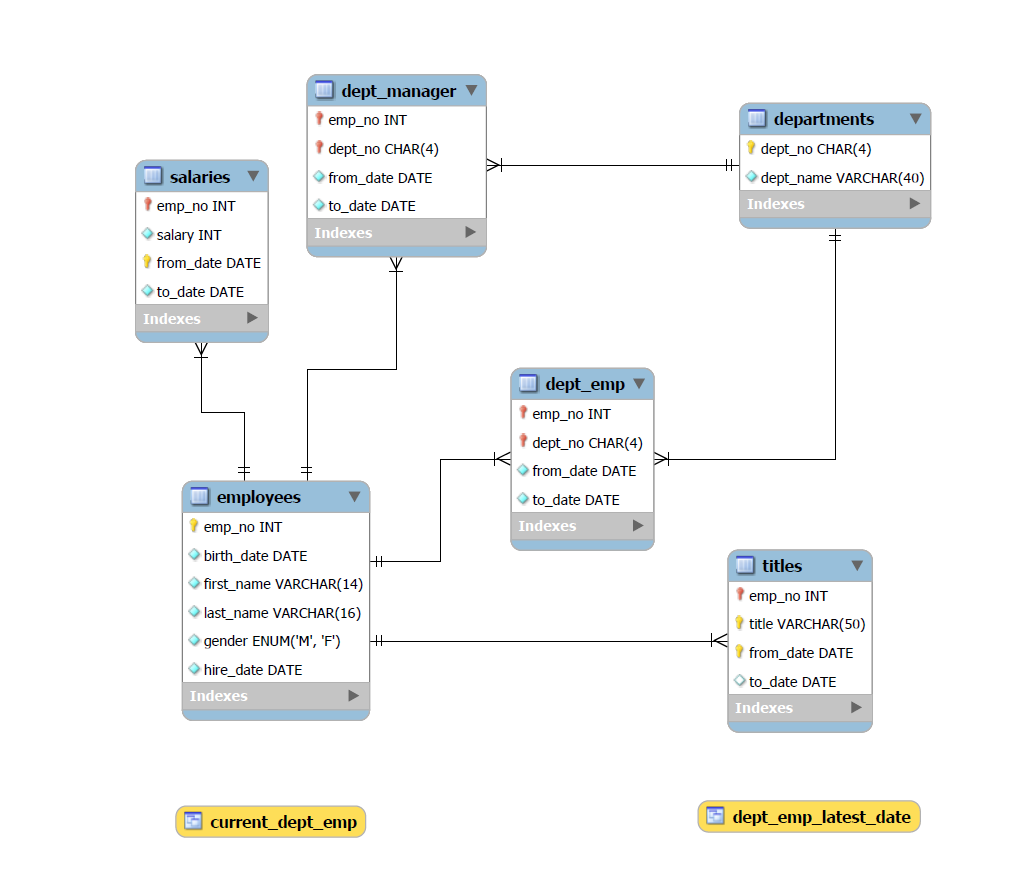 dept_manager
emp_no INT
dept_no CHAR(4)
from_date DATE
to_date DATE
Indexes
departments
dept_no CHAR(4)
dept_name VARCHAR(40)
Indexes
salaries
emp_no INT
salary INT
from_date DATE
to_date DATE
Indexes
dept_emp
emp_no INT
dept_no CHAR(4)
from_date DATE
to_date DATE
Indexes
employees
emp_no INT
birth_date DATE
first_name VARCHAR(14)
last_name VARCHAR(16)
gender ENUM('M', 'F')
hire_date DATE
Indexes
titles
emp_no INT
title VARCHAR(50)
from_date DATE
to_date DATE
Indexes
current_dept_emp
dept_emp_latest_date